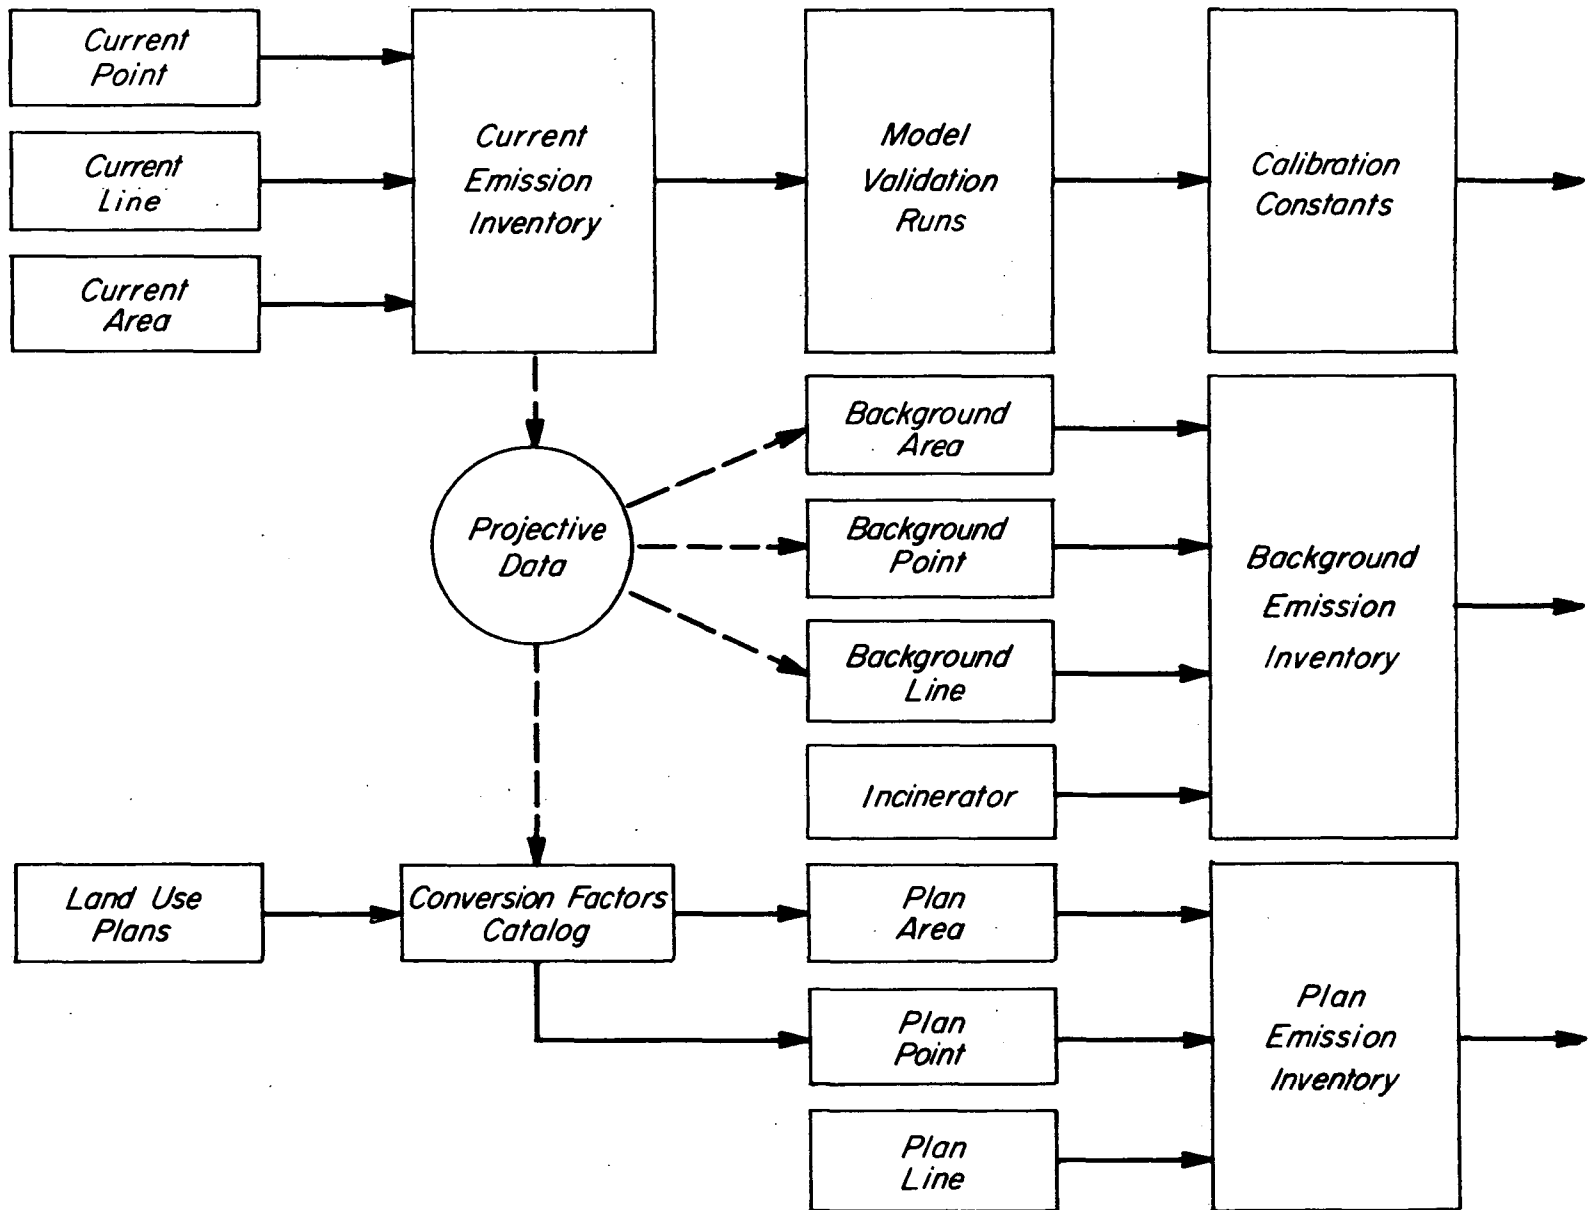 Current
Point
Current
Line
Current
Area
Current
Emission
Inventory
Model
Validation
Runs
Calibration
Constants
Projective
Data
Background
Area
Background
Point
Background
Line
Incinerator
Background
Emission
Inventory
Land Use
Plans
Conversion Factors
Catalog
Plan
Area
Plan
Point
Plan
Line
Plan
Emission
Inventory